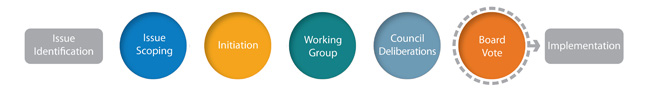 Issue
Identification
Issue
Scoping
Initiation
Working
Group
Council
Deliberations
Board
Vote
Implementation